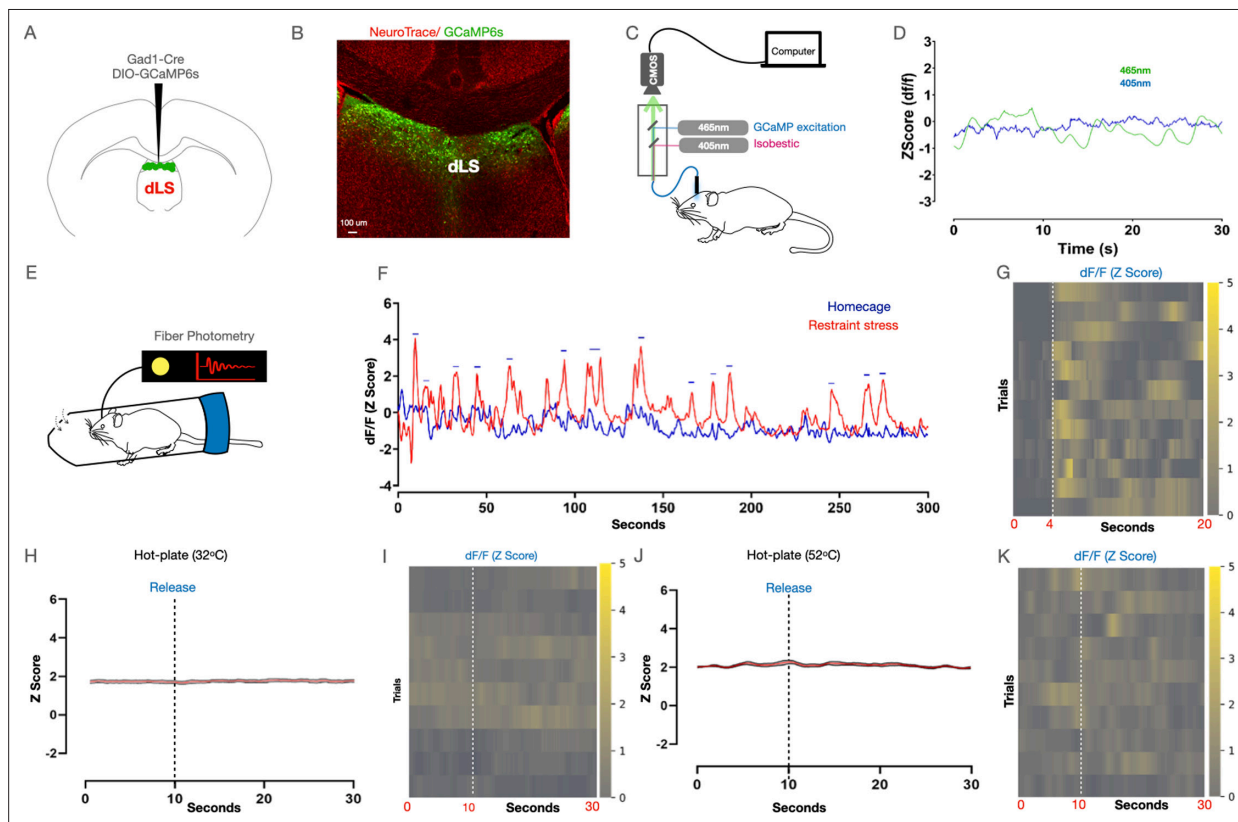 A
Gad1-Cre
DIO-GCaMP6s
dLS
B
NeuroTrace/ GCaMP6s
dLS
100 um
C
Computer
CMOS
465nm
GCaMP excitation
405nm
Isobestic
D
ZScore (df/f)
3
2
1
0
-1
-2
-3
465nm
405nm
0
10
20
30
Time (s)
E
Fiber Photometry
F
dF/F (Z Score)
6
4
2
0
-2
-4
Homecage
Restraint stress
0
50
100
150
200
250
300
Seconds
G
dF/F (Z Score)
Trials
5
4
3
2
1
0
0
4
Seconds
20
H
Hot-plate (32oC)
Release
Z Score
6
4
2
0
-2
0
10
20
30
Seconds
I
dF/F (Z Score)
Trials
5
4
3
2
1
0
0
10
Seconds
30
J
Hot-plate (52oC)
Release
Z Score
6
4
2
0
-2
0
10
20
30
Seconds
K
dF/F (Z Score)
Trials
5
4
3
2
1
0
0
10
Seconds
30